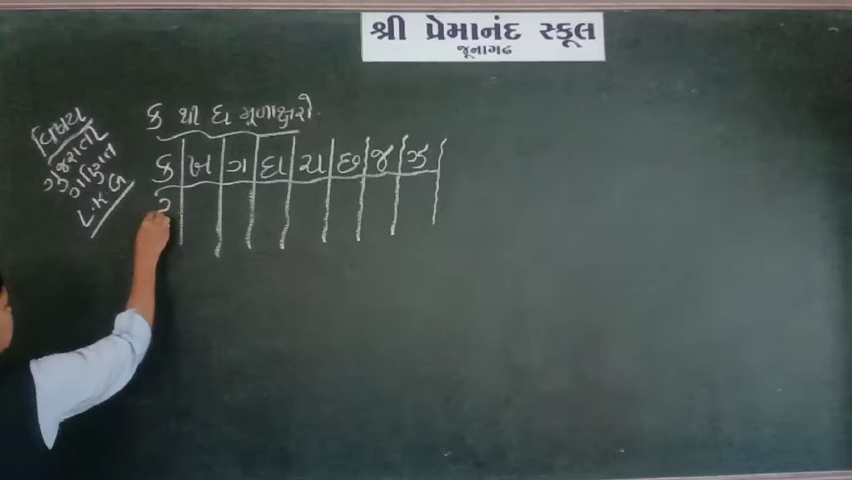 શ્રી પ્રેમાનંદ સ્કૂલ
જૂનાગઢ
વિષય
ગુજરાતી
ગણિત
L.K.G
ક થી ઘ મૂળાક્ષરો.
ક ખ ગ ઘ ચ છ જ ઝ